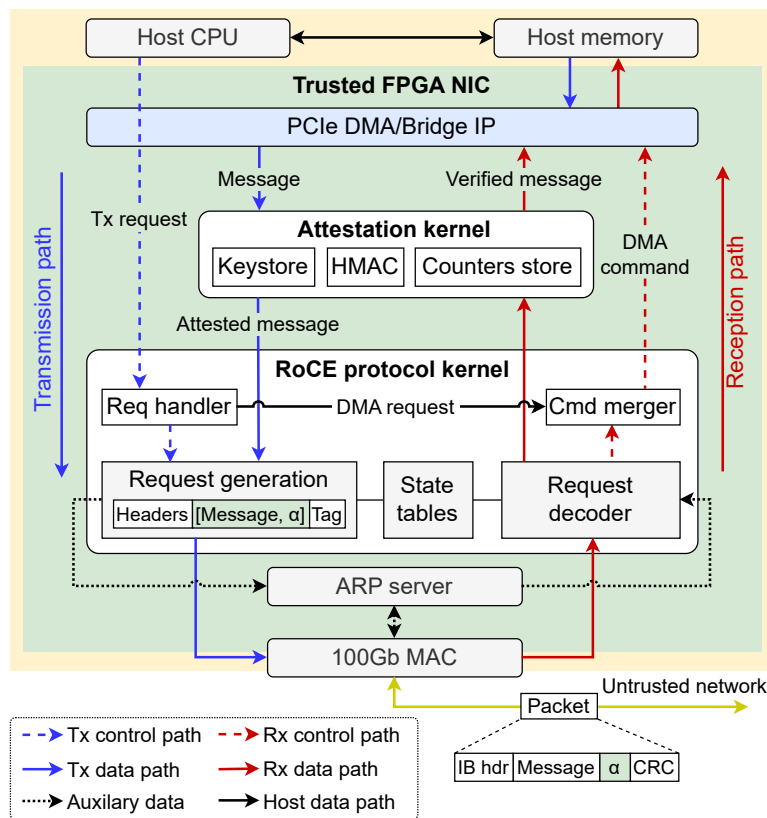 Host CPU
Host memory
Trusted FPGA NIC
PCIe DMA/Bridge IP
Message
Verified message
Tx request
Attestation kernel
Keystore
HMAC
Counters store
DMA
command
Transmission path
Reception path
Attested message
RoCE protocol kernel
Req handler
DMA request
Cmd merger
Request generation
Headers
[Message, α]
Tag
State
tables
Request
decoder
ARP server
100Gb MAC
Untrusted network
Packet
IB hdr
Message
α
CRC
Tx control path
Rx control path
Tx data path
Rx data path
Auxilary data
Host data path